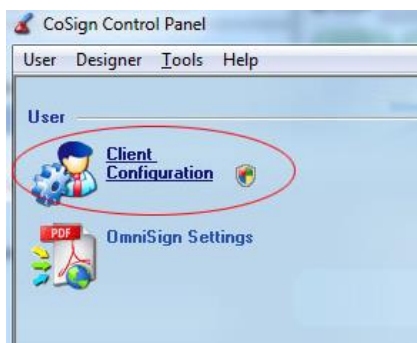 CoSign Control Panel
User Designer Tools Help
User
Client
Configuration
PDF
OmniSign Settings